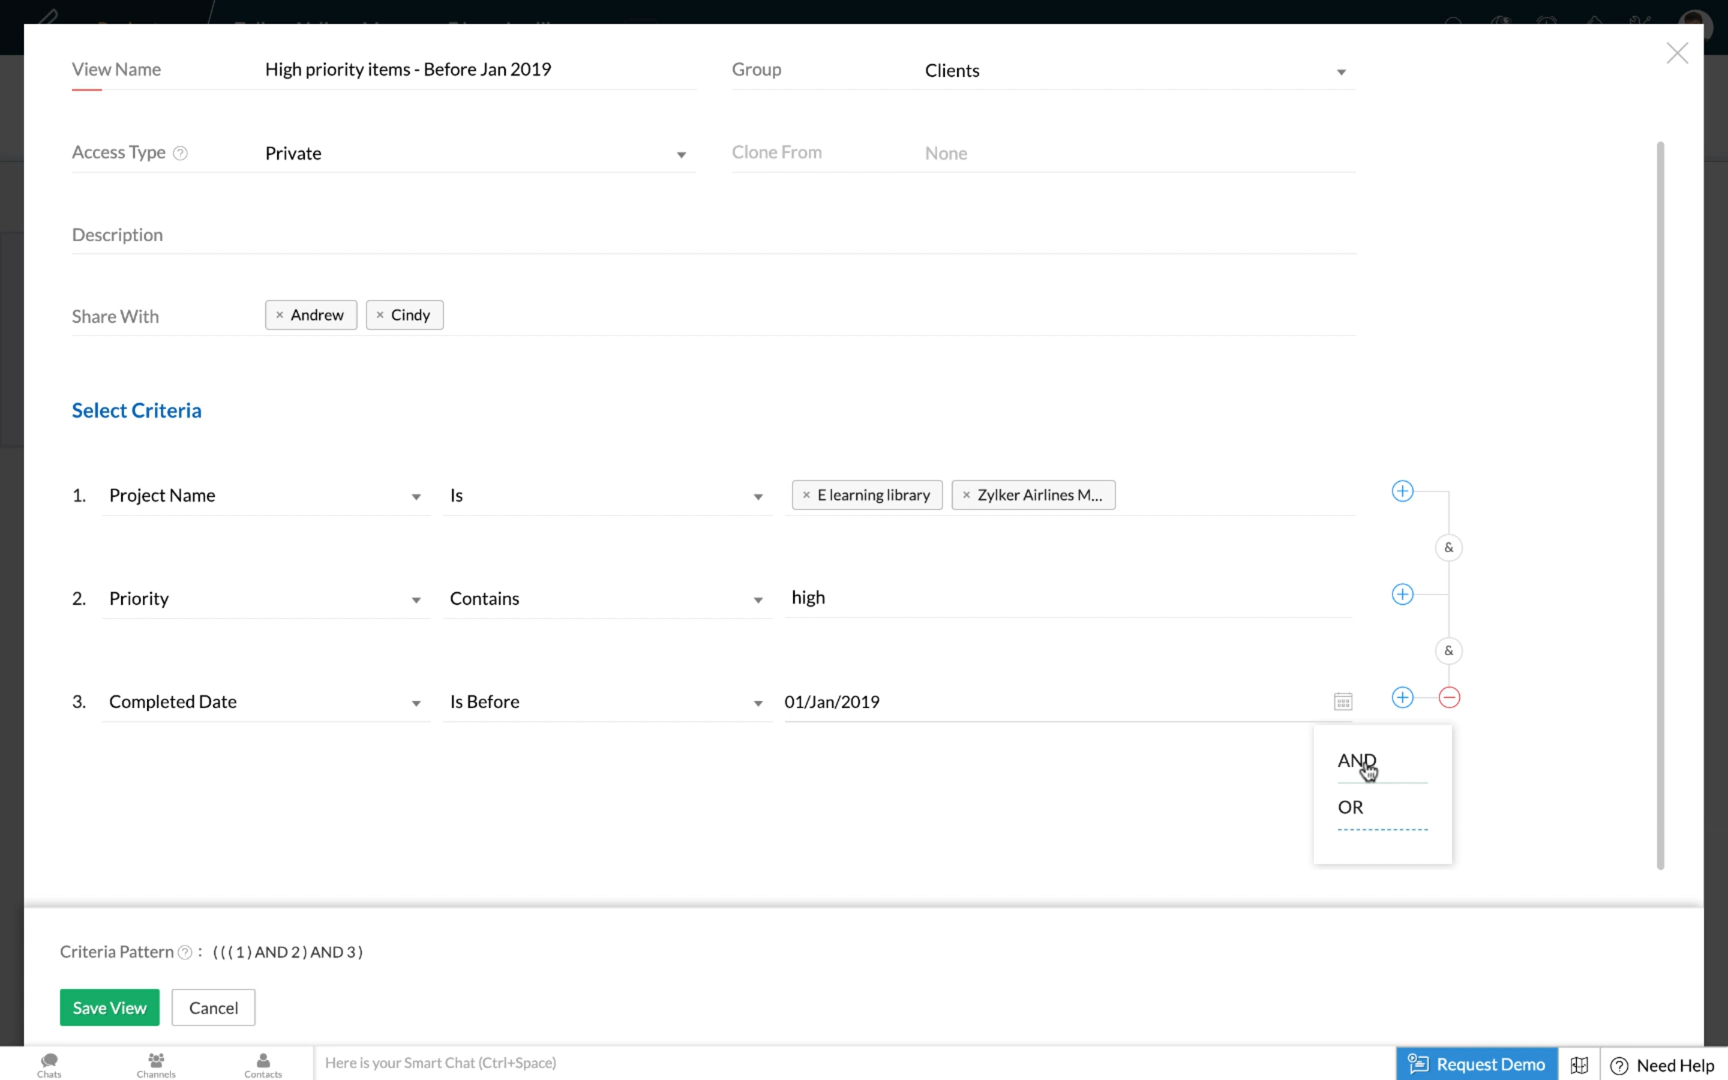 View Name High priority items - Before Jan 2019 Group Clients
Access Type ? Private Clone From None
Description
Share With × Andrew × Cindy
Select Criteria
1. Project Name Is × E learning library × Zylker Airlines M...
&
2. Priority Contains high
&
3. Completed Date Is Before 01/Jan/2019
AND
OR
Criteria Pattern ? : ( ( ( 1 ) AND 2 ) AND 3 )
Save View Cancel
Chats Channels Contacts Here is your Smart Chat (Ctrl+Space) Request Demo ? Need Help